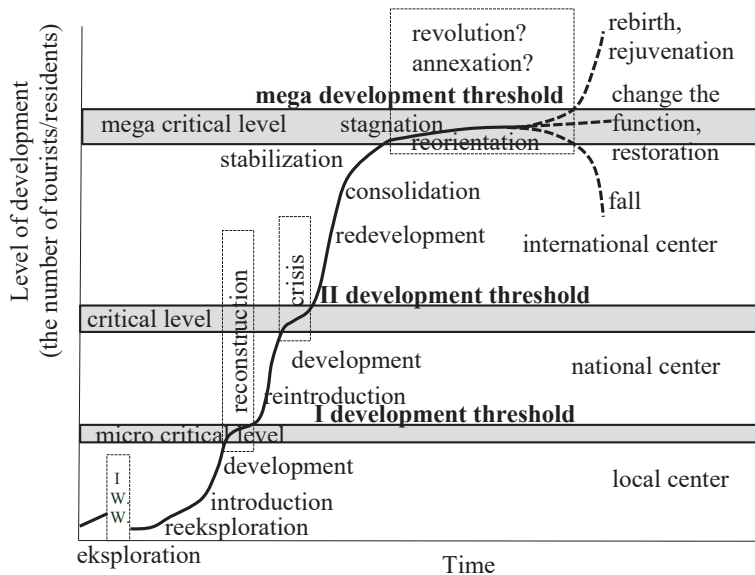 Level of development
(the number of tourists/residents)
revolution?
annexation?
rebirth,
rejuvenation
mega development threshold
change the
function,
restoration
mega critical level
stagnation
reorientation
stabilization
consolidation
fall
redevelopment
international center
reconstruction
crisis
II development threshold
critical level
development
national center
reintroduction
I development threshold
micro critical level
development
local center
I
W.
W.
introduction
reeksploration
eksploration
Time